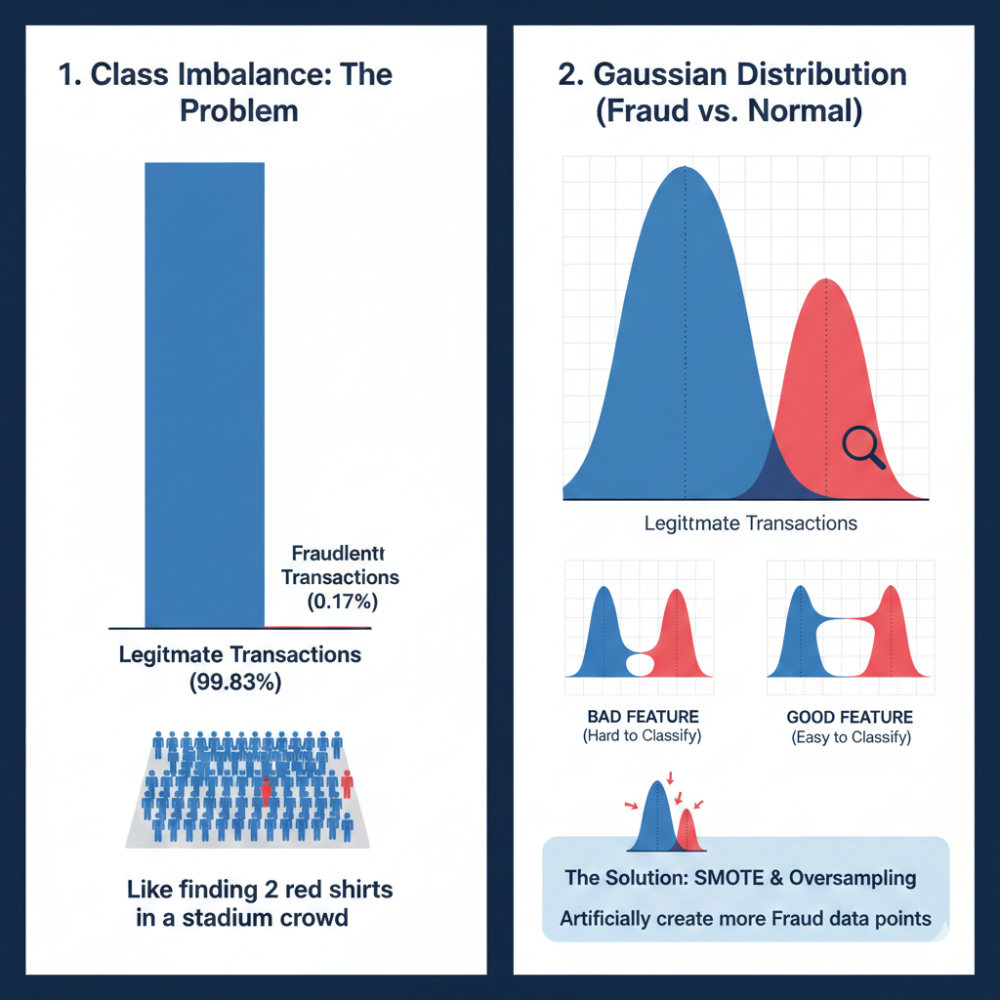 1. Class Imbalance: The
Problem
Fraudlentt
Transactions
(0.17%)
Legitmate Transactions
(99.83%)
Like finding 2 red shirts
in a stadium crowd
2. Gaussian Distribution
(Fraud vs. Normal)
Legittmate Transactions
BAD FEATURE
(Hard to Classify)
GOOD FEATURE
(Easy to Classify)
The Solution: SMOTE & Oversampling
Artificially create more Fraud data points